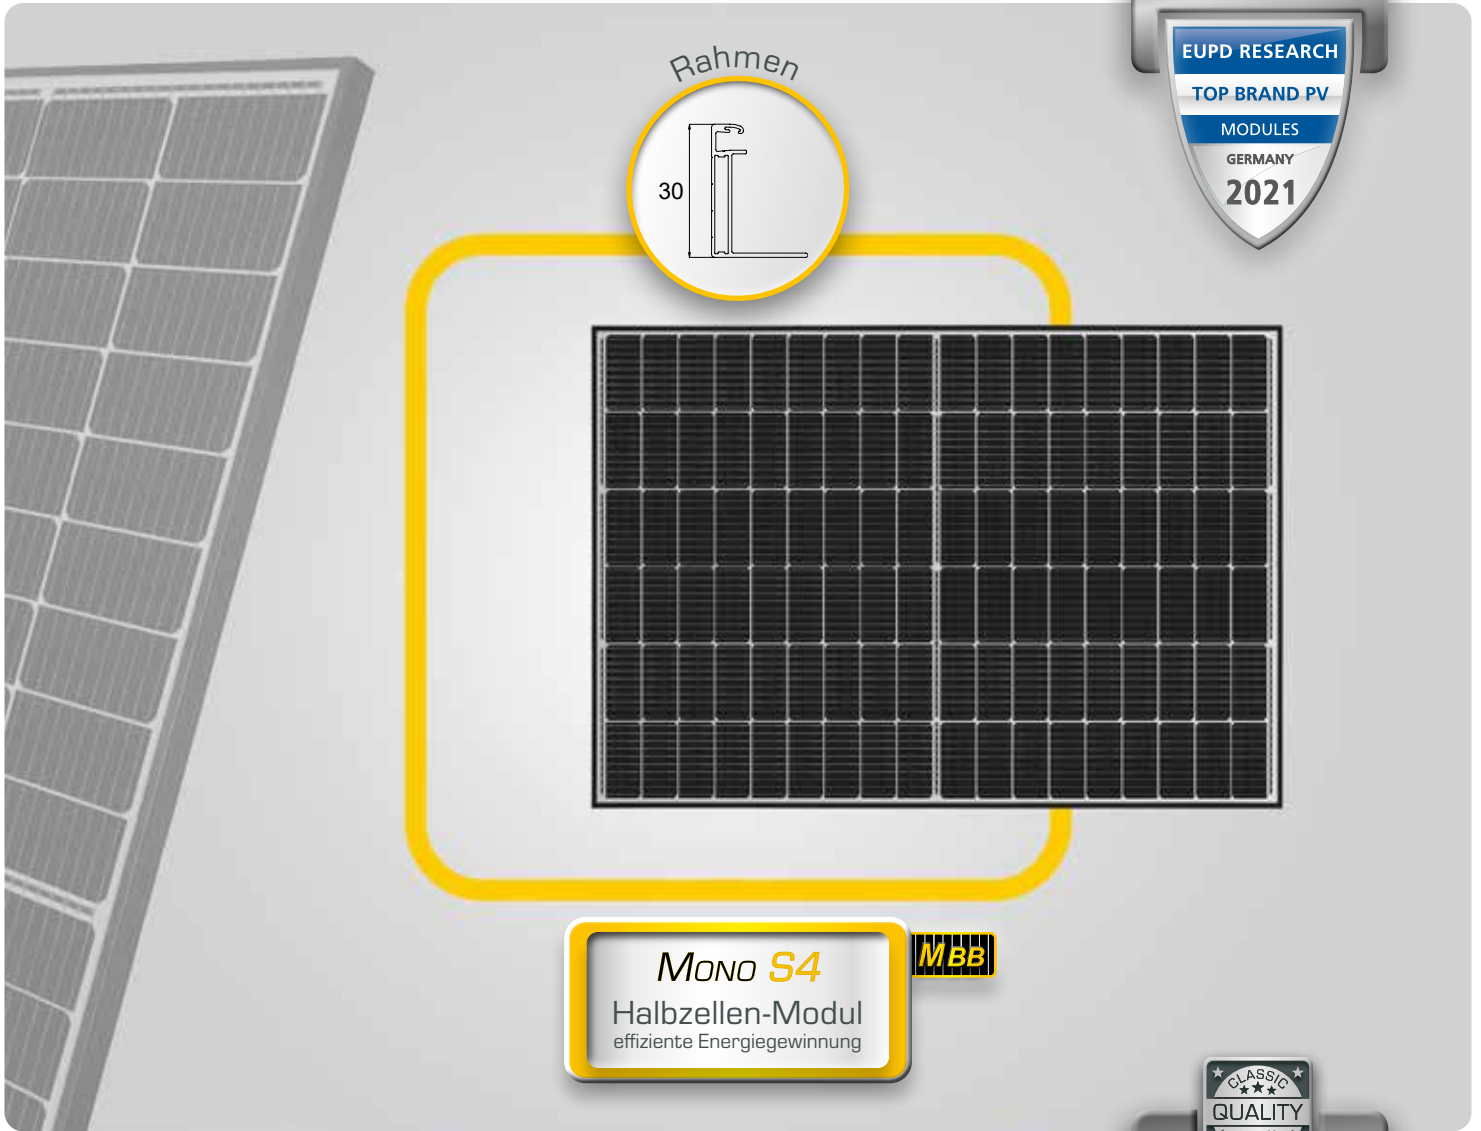 Rahmen
30
EUPD RESEARCH
TOP BRAND PV
MODULES
GERMANY
2021
MONO S4
MBB
Halbzellen-Modul
effiziente Energiegewinnung
CLASSIC
QUALITY